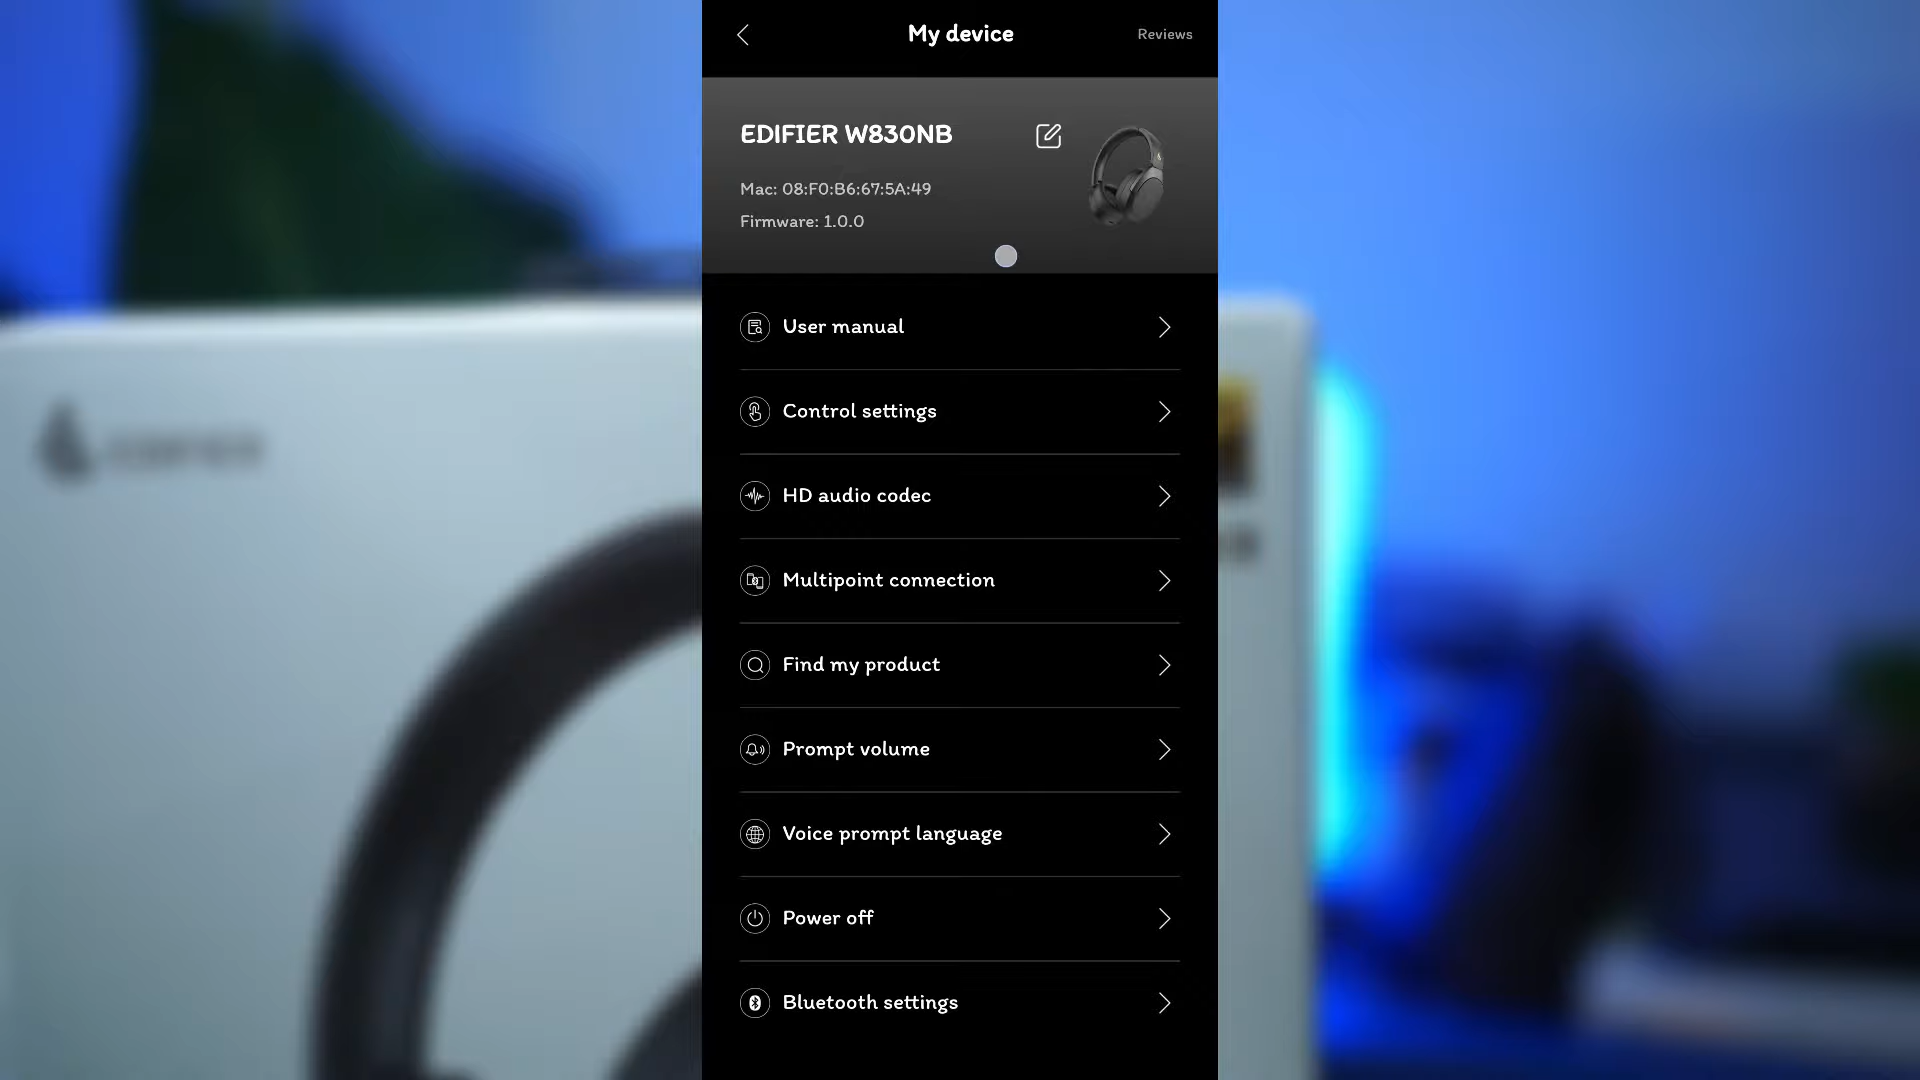 My device
Reviews
EDIFIER W830NB
Mac: 08:F0:B6:67:5A:49
Firmware: 1.0.0
User manual
Control settings
HD audio codec
Multipoint connection
Find my product
Prompt volume
Voice prompt language
Power off
Bluetooth settings